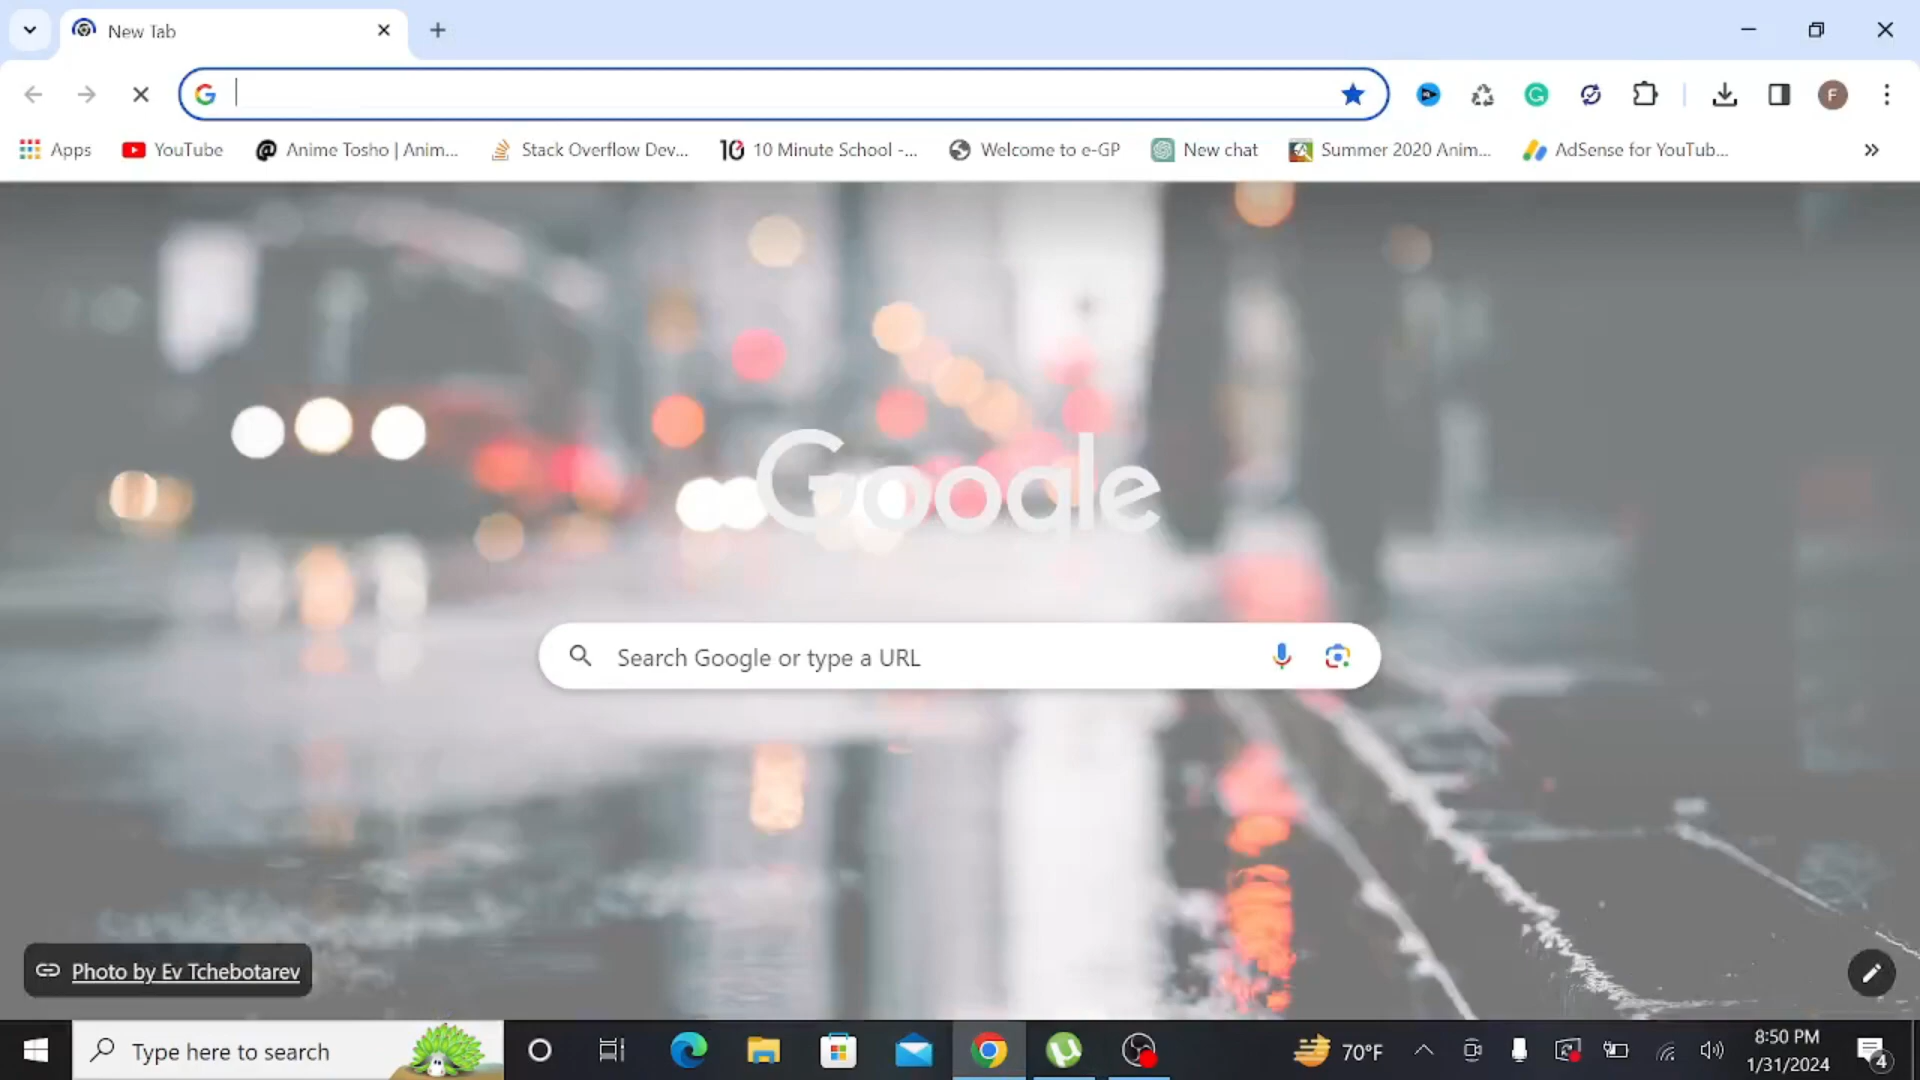 New Tab
Apps
YouTube
Anime Tosho | Anim...
Stack Overflow Dev...
10 10 Minute School -...
Welcome to e-GP
New chat
Summer 2020 Anim...
AdSense for YouTub...
Google
Search Google or type a URL
Photo by Ev Tchebotarev
Type here to search
70°F
8:50 PM
1/31/2024
4
F